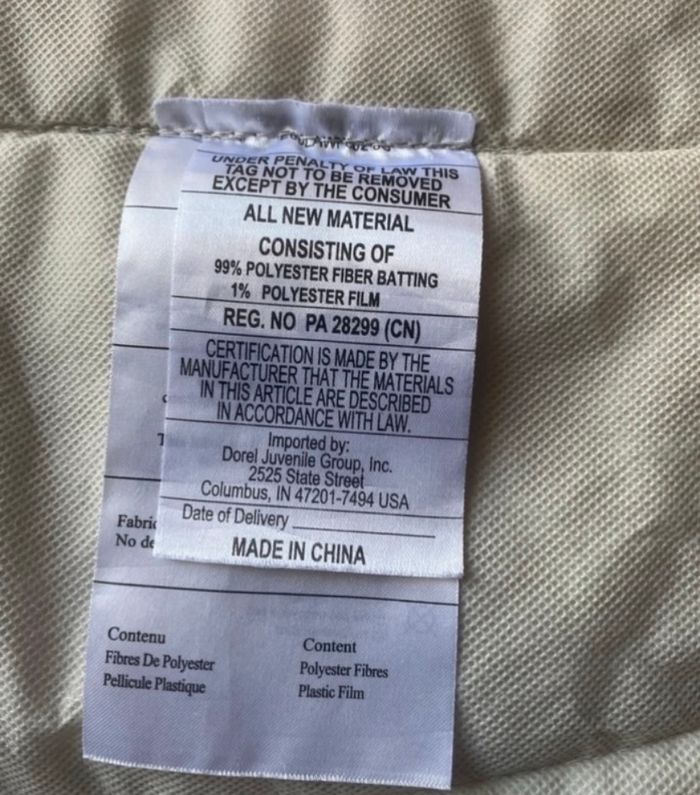 UNDER PENALTY OF LAW THIS
TAG NOT TO BE REMOVED
EXCEPT BY THE CONSUMER
ALL NEW MATERIAL
CONSISTING OF
99% POLYESTER FIBER BATTING
1% POLYESTER FILM
REG. NO PA 28299 (CN)
CERTIFICATION IS MADE BY THE
MANUFACTURER THAT THE MATERIALS
IN THIS ARTICLE ARE DESCRIBED
IN ACCORDANCE WITH LAW.
Imported by:
Dorel Juvenile Group, Inc.
2525 State Street
Columbus, IN 47201-7494 USA
Date of Delivery
MADE IN CHINA
No de
Contenu
Fibres De Polyester
Pellicule Plastique
Content
Polyester Fibres
Plastic Film